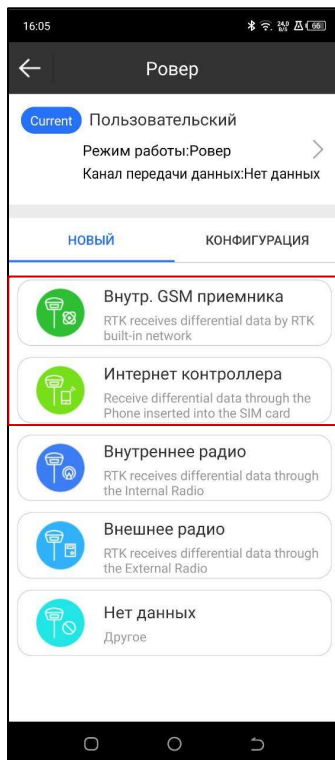 16:05
24,0
B/S
66
Ровер
Current
Пользовательский
Режим работы:Ровер
Канал передачи данных:Нет данных
НОВЫЙ
КОНФИГУРАЦИЯ
Внутр. GSM приемника
RTK receives differential data by RTK
built-in network
Интернет контроллера
Receive differential data through the
Phone inserted into the SIM card
Внутреннее радио
RTK receives differential data through
the Internal Radio
Внешнее радио
RTK receives differential data through
the External Radio
Нет данных
Другое